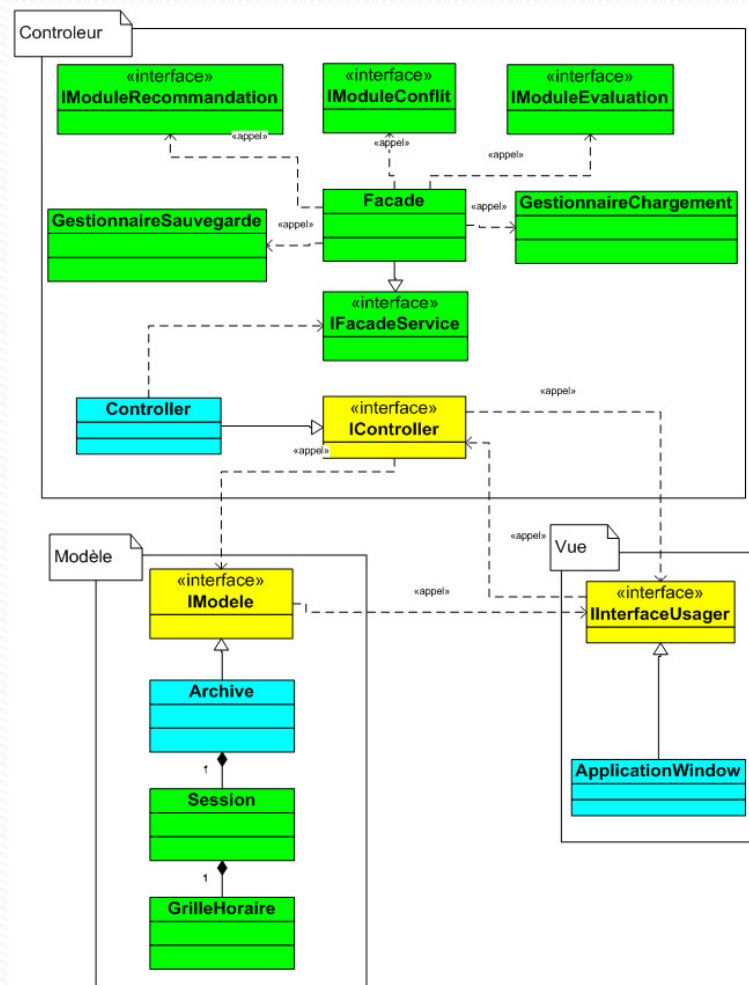 Controleur
«interface»
IModuleRecommandation
«interface»
IModuleConflit
«interface»
IModuleEvaluation
«appel»
«appel»
«appel»
GestionnaireSauvegarde
«appel»
Facade
«appel»
GestionnaireChargement
«interface»
IFacadeService
Controller
«interface»
IController
«appel»
«appel»
Modèle
«appel»
Vue
«interface»
IModele
«appel»
«interface»
IInterfaceUsager
Archive
1
ApplicationWindow
Session
1
GrilleHoraire